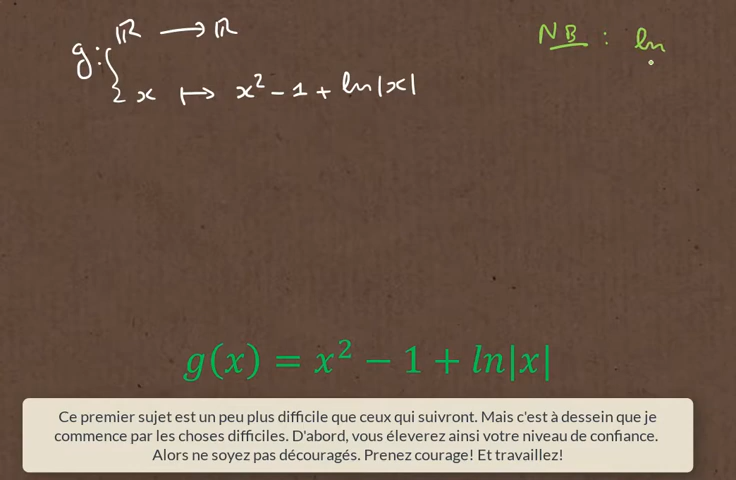 g: { ℝ ⟶ ℝ
x ⟼ x² - 1 + ln|x|
NB : ln
g(x) = x² − 1 + ln|x|
Ce premier sujet est un peu plus difficile que ceux qui suivront. Mais c'est à dessein que je
commence par les choses difficiles. D'abord, vous éleverez ainsi votre niveau de confiance.
Alors ne soyez pas découragés. Prenez courage! Et travaillez!